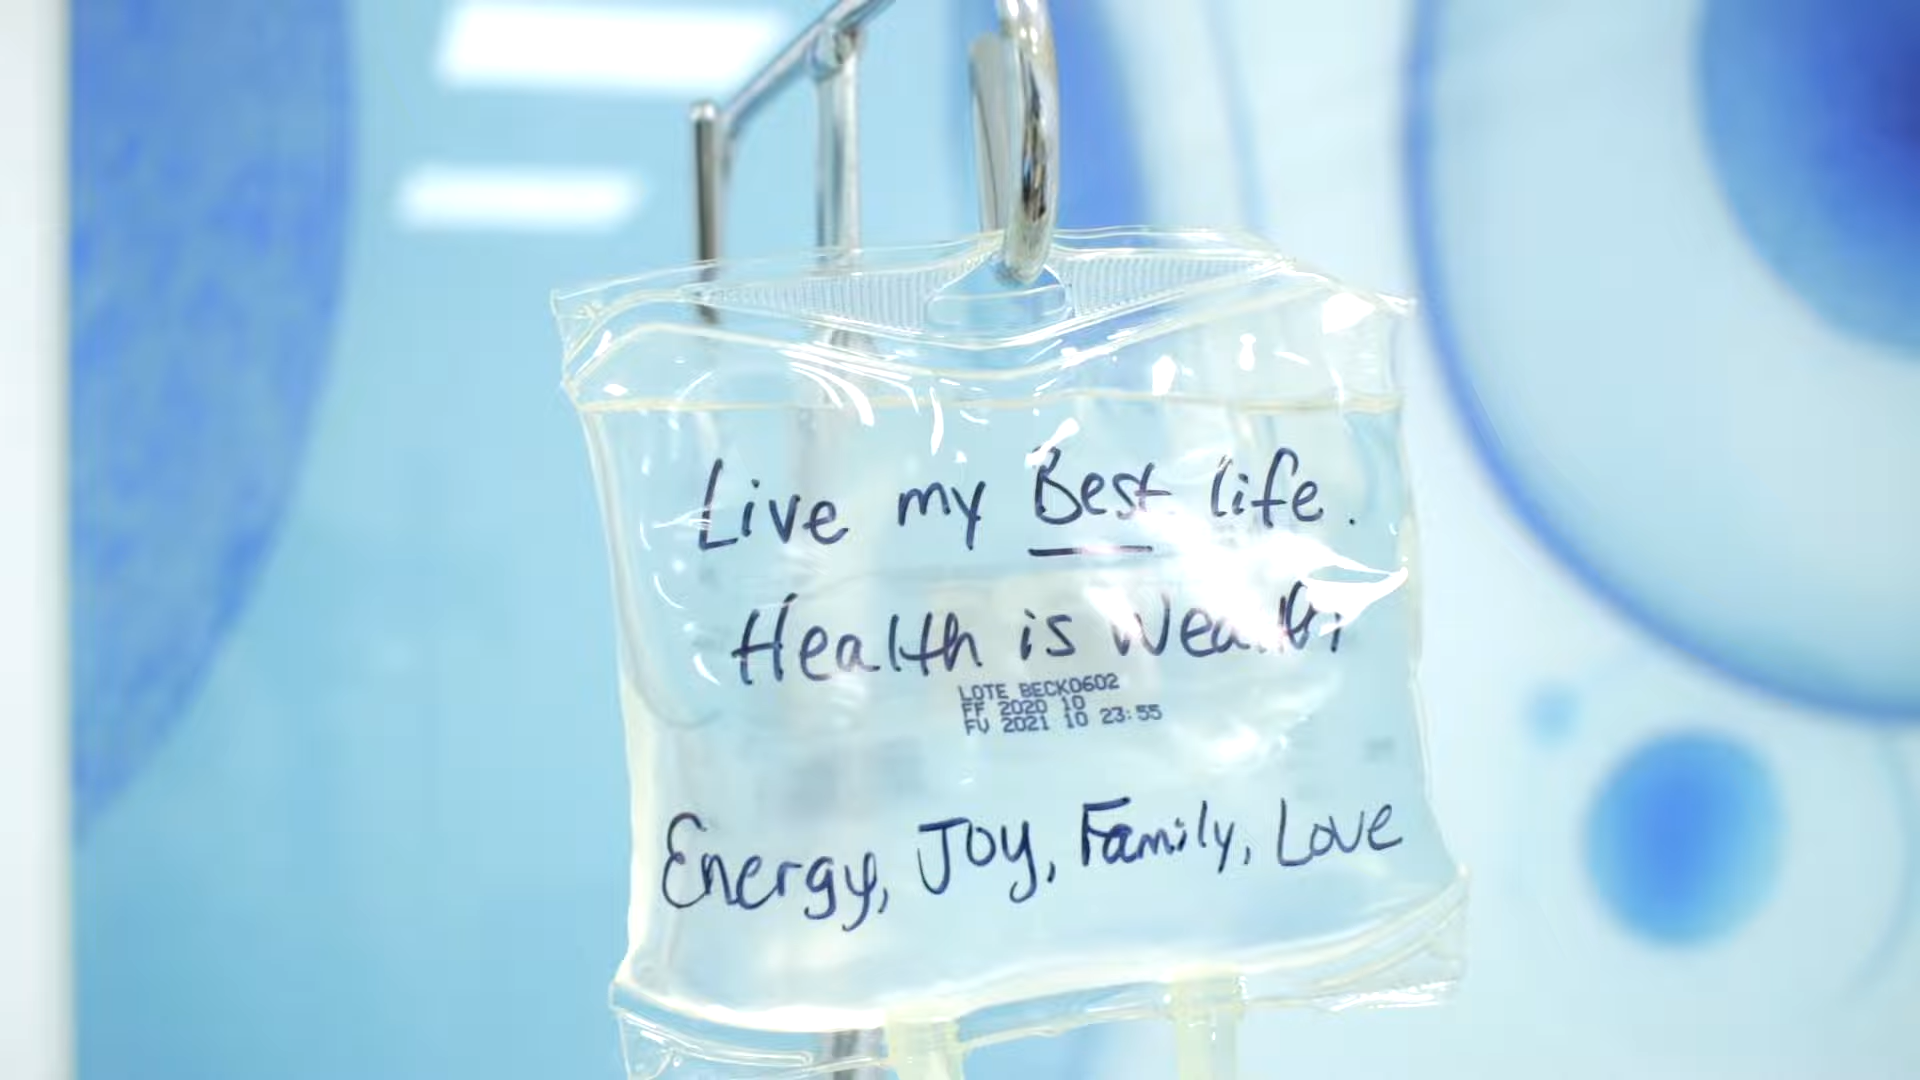 Live my Best life.
Health is
LOTE BECK0602
FF 2020 10
FV 2021 10 23:55
Energy, Joy, Family, Love